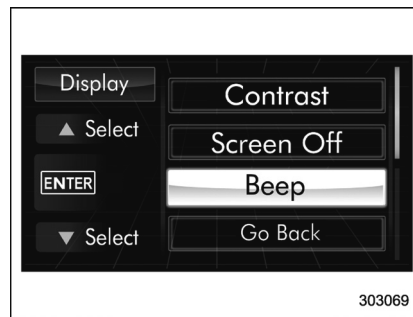 Display
▲ Select
ENTER
▼ Select
Contrast
Screen Off
Beep
Go Back
303069